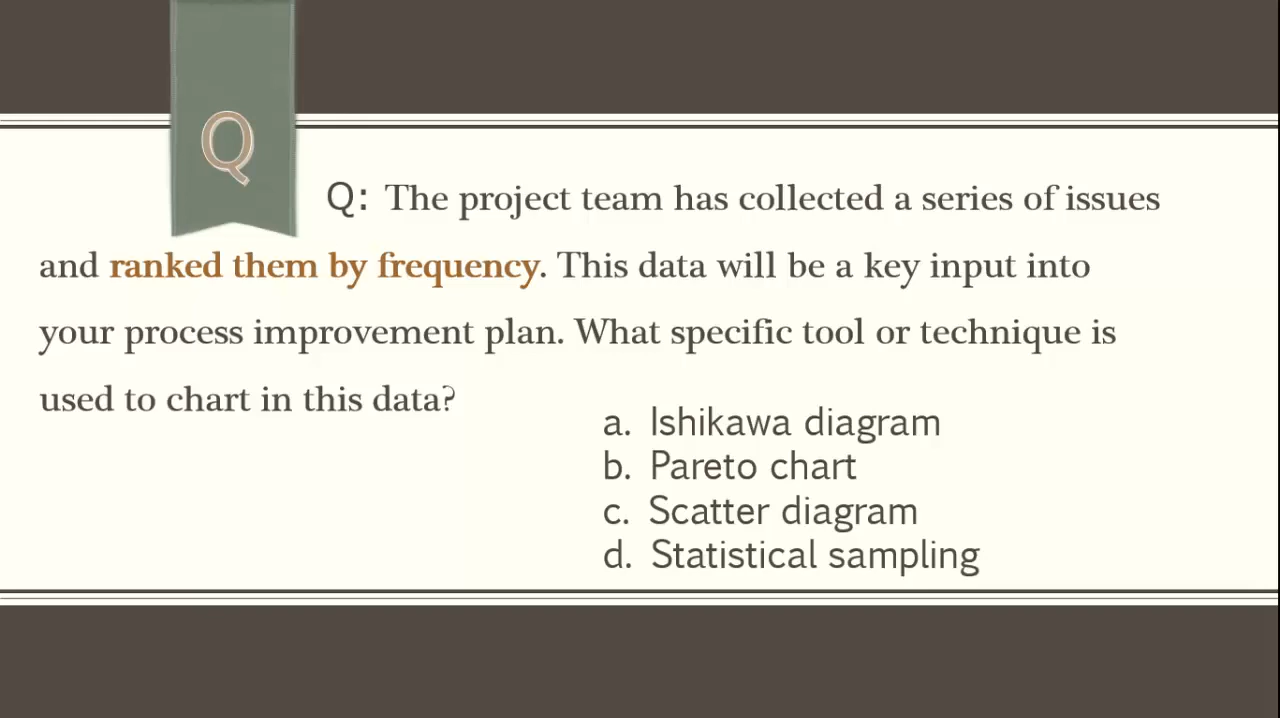 Q
Q: The project team has collected a series of issues
and ranked them by frequency. This data will be a key input into
your process improvement plan. What specific tool or technique is
used to chart in this data?
a. Ishikawa diagram
b. Pareto chart
c. Scatter diagram
d. Statistical sampling